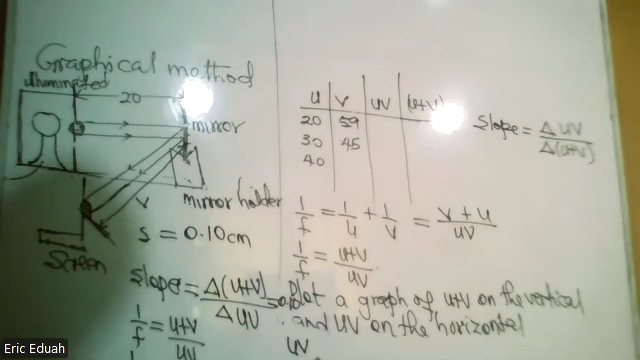 Graphical method
illuminated
20
mirror
mirror holder
v
s = 0.10cm
Screen
slope = Δ(u+v) / Δuv
1/f = u+v / uv
u | v | uv | (u+v)
20 | 59
30 | 45
40
slope = Δuv / Δ(u+v)
1/f = 1/u + 1/v = v+u / uv
1/f = u+v / uv.
plot a graph of u+v on the vertical
and uv on the horizontal
uv
Eric Eduah